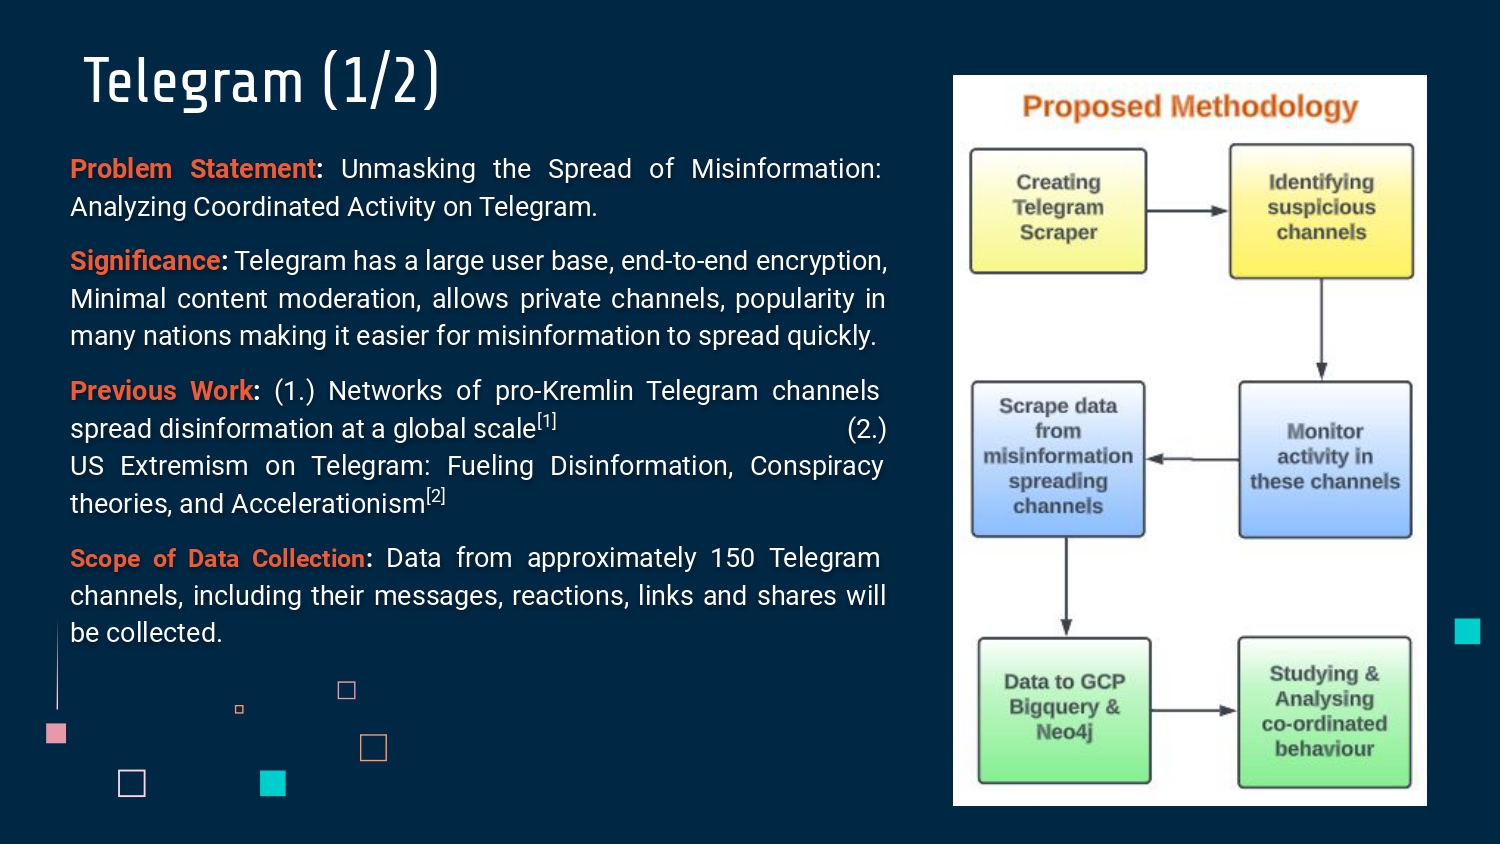 Telegram (1/2)
Problem Statement: Unmasking the Spread of Misinformation:
Analyzing Coordinated Activity on Telegram.
Significance: Telegram has a large user base, end-to-end encryption,
Minimal content moderation, allows private channels, popularity in
many nations making it easier for misinformation to spread quickly.
Previous Work: (1.) Networks of pro-Kremlin Telegram channels
spread disinformation at a global scale[1] (2.)
US Extremism on Telegram: Fueling Disinformation, Conspiracy
theories, and Accelerationism[2]
Scope of Data Collection: Data from approximately 150 Telegram
channels, including their messages, reactions, links and shares will
be collected.
Proposed Methodology
Creating
Telegram
Scraper
Identifying
suspicious
channels
Monitor
activity in
these channels
Scrape data
from
misinformation
spreading
channels
Data to GCP
Bigquery &
Neo4j
Studying &
Analysing
co-ordinated
behaviour